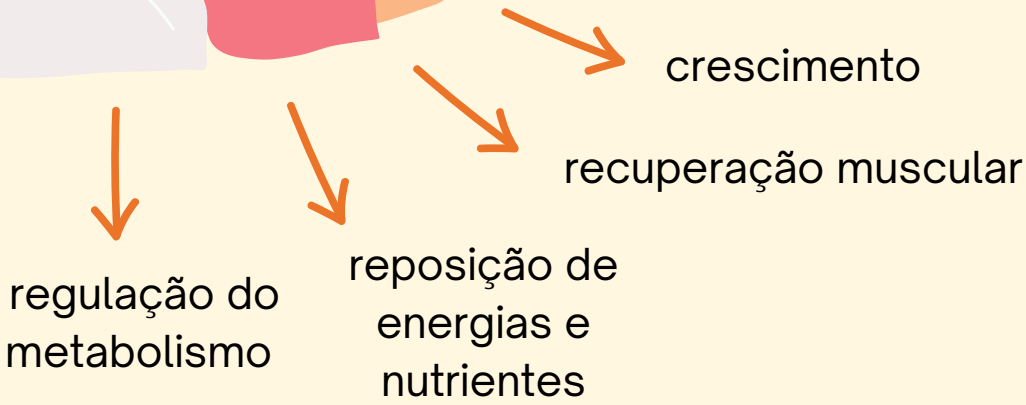 crescimento
recuperação muscular
regulação do
metabolismo
reposição de
energias e
nutrientes